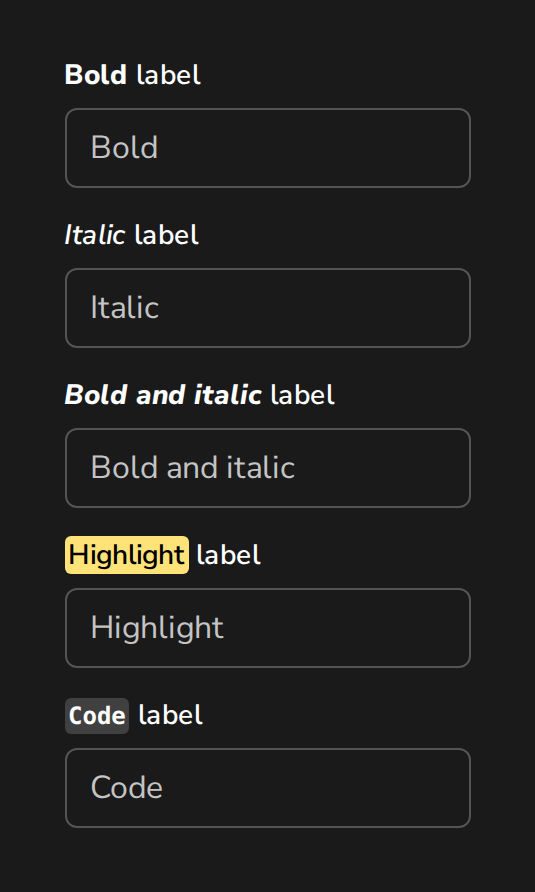 Bold label
Bold
Italic label
Italic
Bold and italic label
Bold and italic
Highlight label
Highlight
Code label
Code